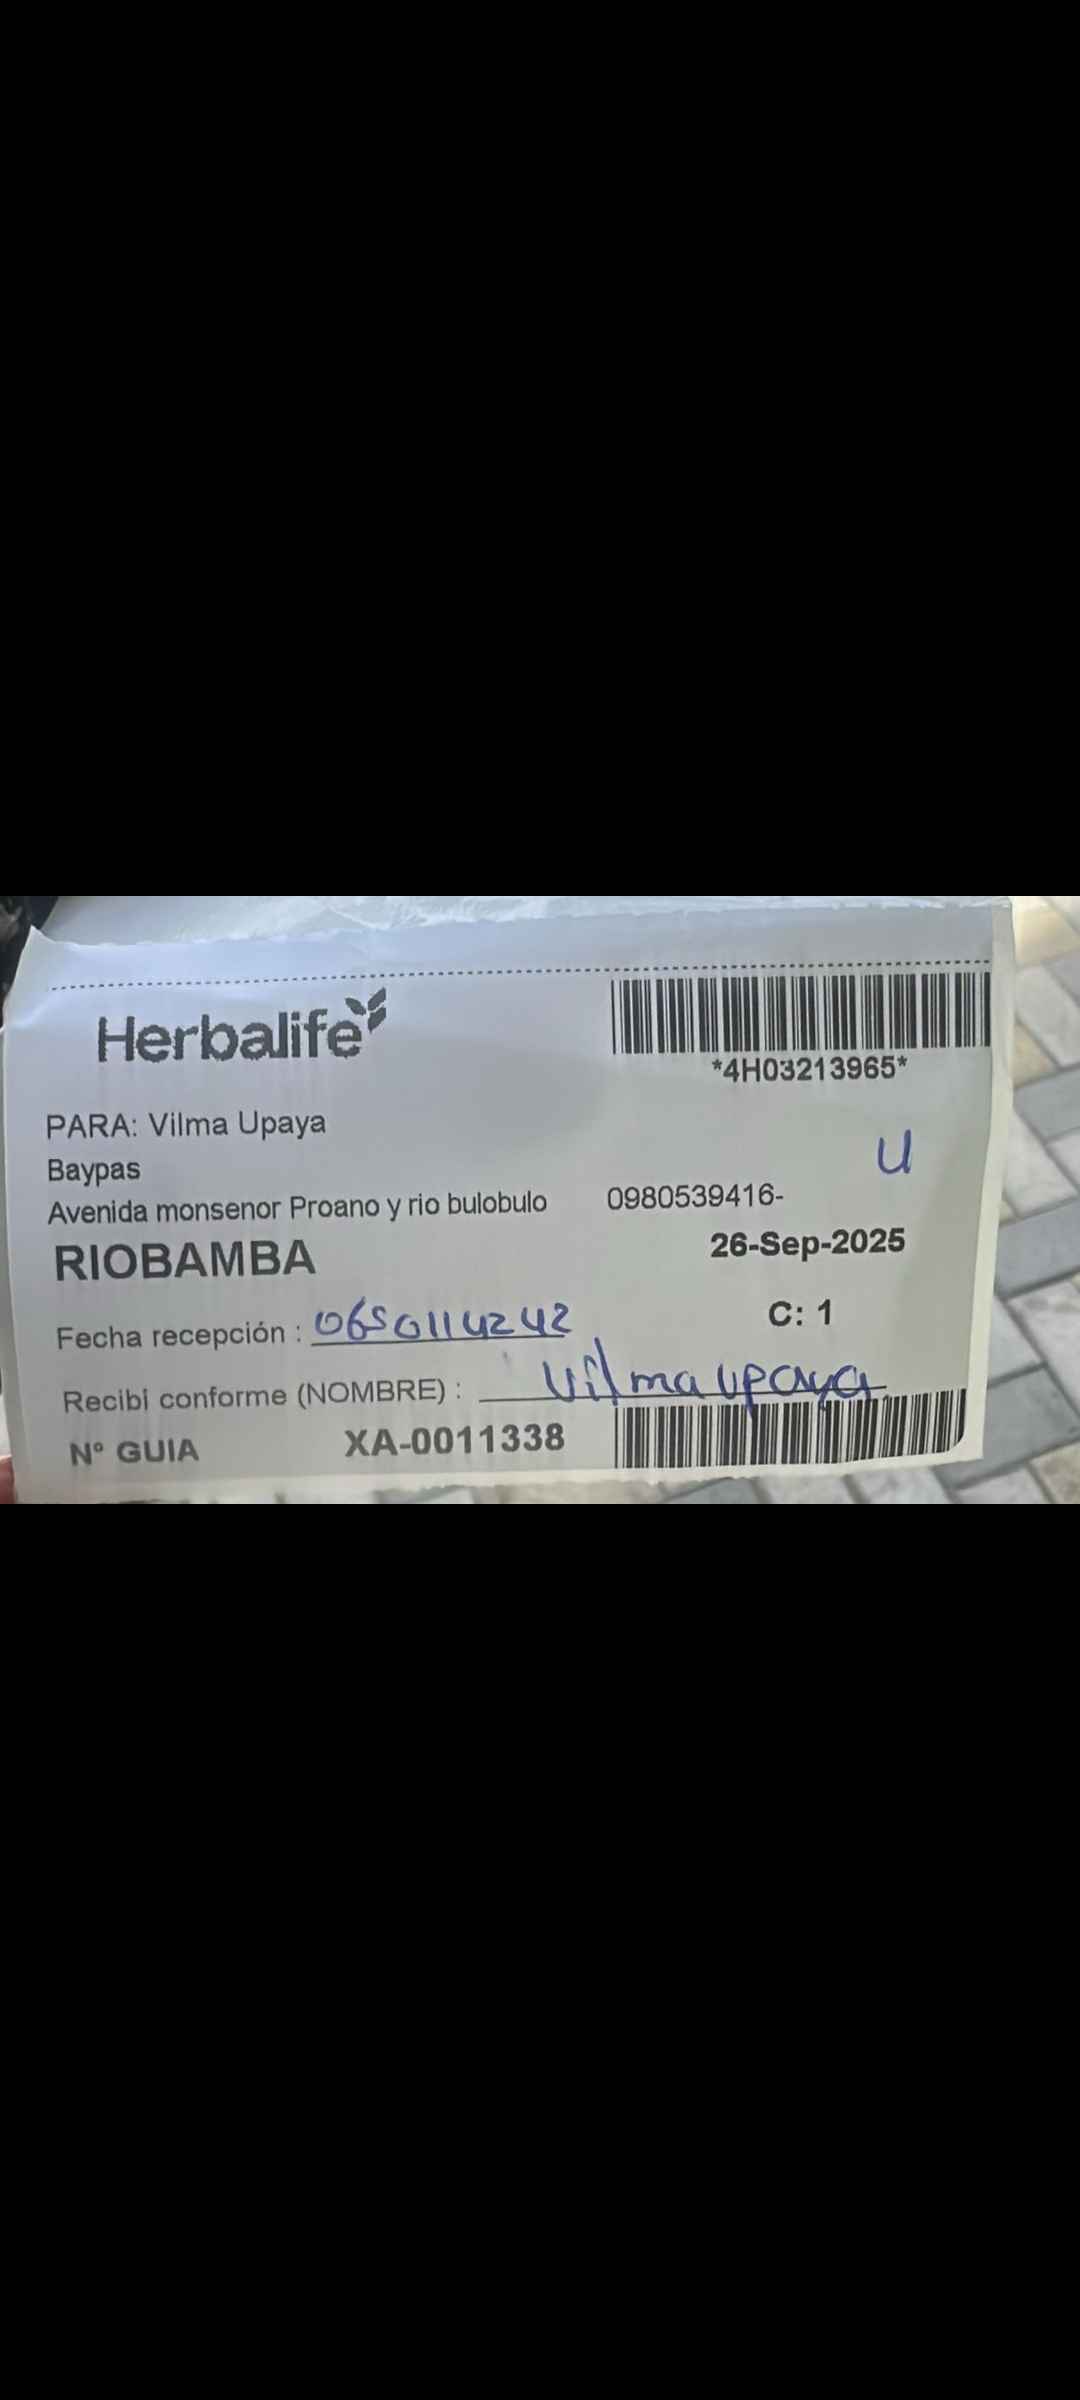 Herbalife
*4H03213965*
PARA: Vilma Upaya
U
Baypas
Avenida monsenor Proano y rio bulobulo 0980539416-
RIOBAMBA 26-Sep-2025
Fecha recepción : 0650114242 C: 1
Recibi conforme (NOMBRE) : Vilma upaya
Nº GUIA XA-0011338